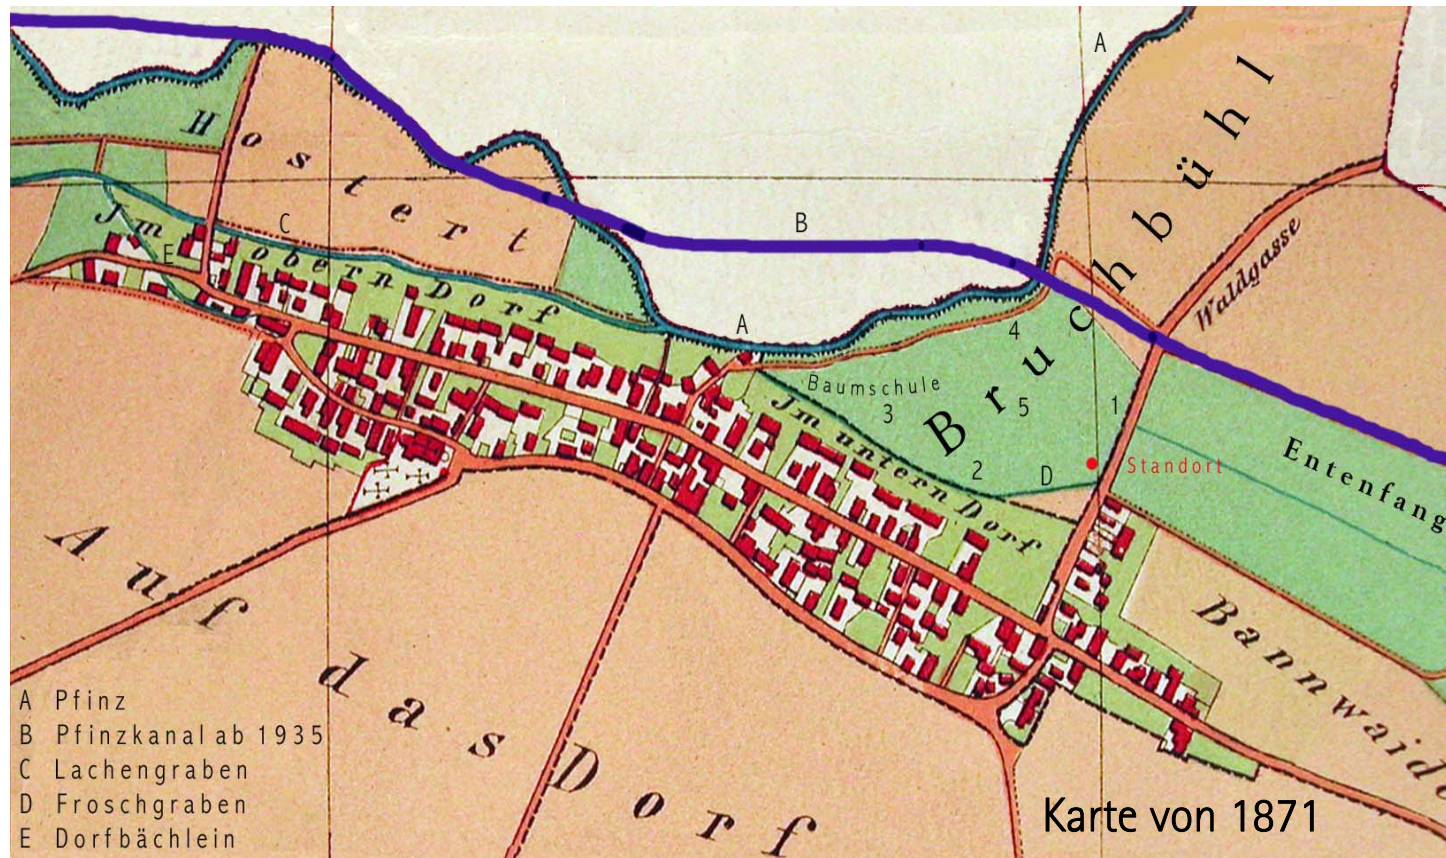 A
Hostert
B
C
Jm obern Dorf
E
A
Bruchbühl
Waldgasse
4
Baumschule
3
5
1
Jm untern Dorf
2
D
Standort
Entenfang
Auf das Dorf
Bannwaide
A Pfinz
B Pfinzkanal ab 1935
C Lachengraben
D Froschgraben
E Dorfbächlein
Karte von 1871